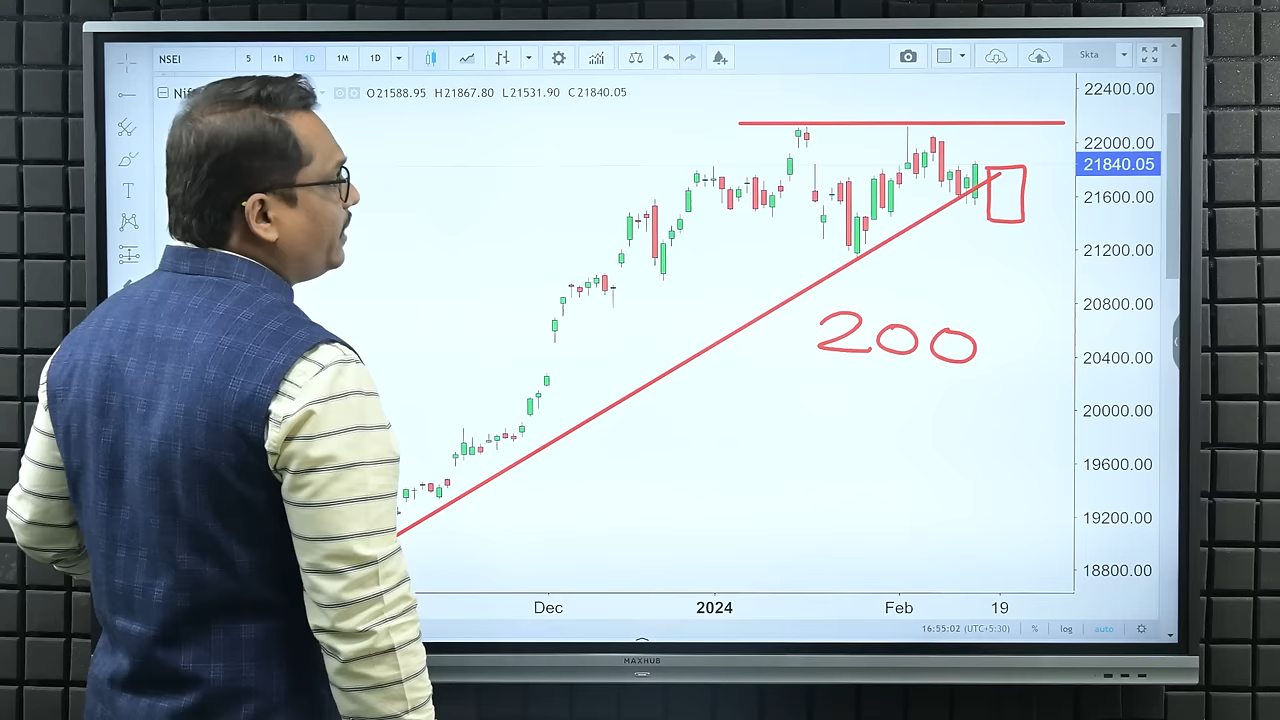 NSEI 5 1h 1D 1M 1D 5kta
O21588.95 H21867.80 L21531.90 C21840.05
22400.00
22000.00
21840.05
21600.00
21200.00
20800.00
200
20400.00
20000.00
19600.00
19200.00
18800.00
Dec 2024 Feb 19
16:55:02 (UTC+5:30) % log auto
MAXHUB